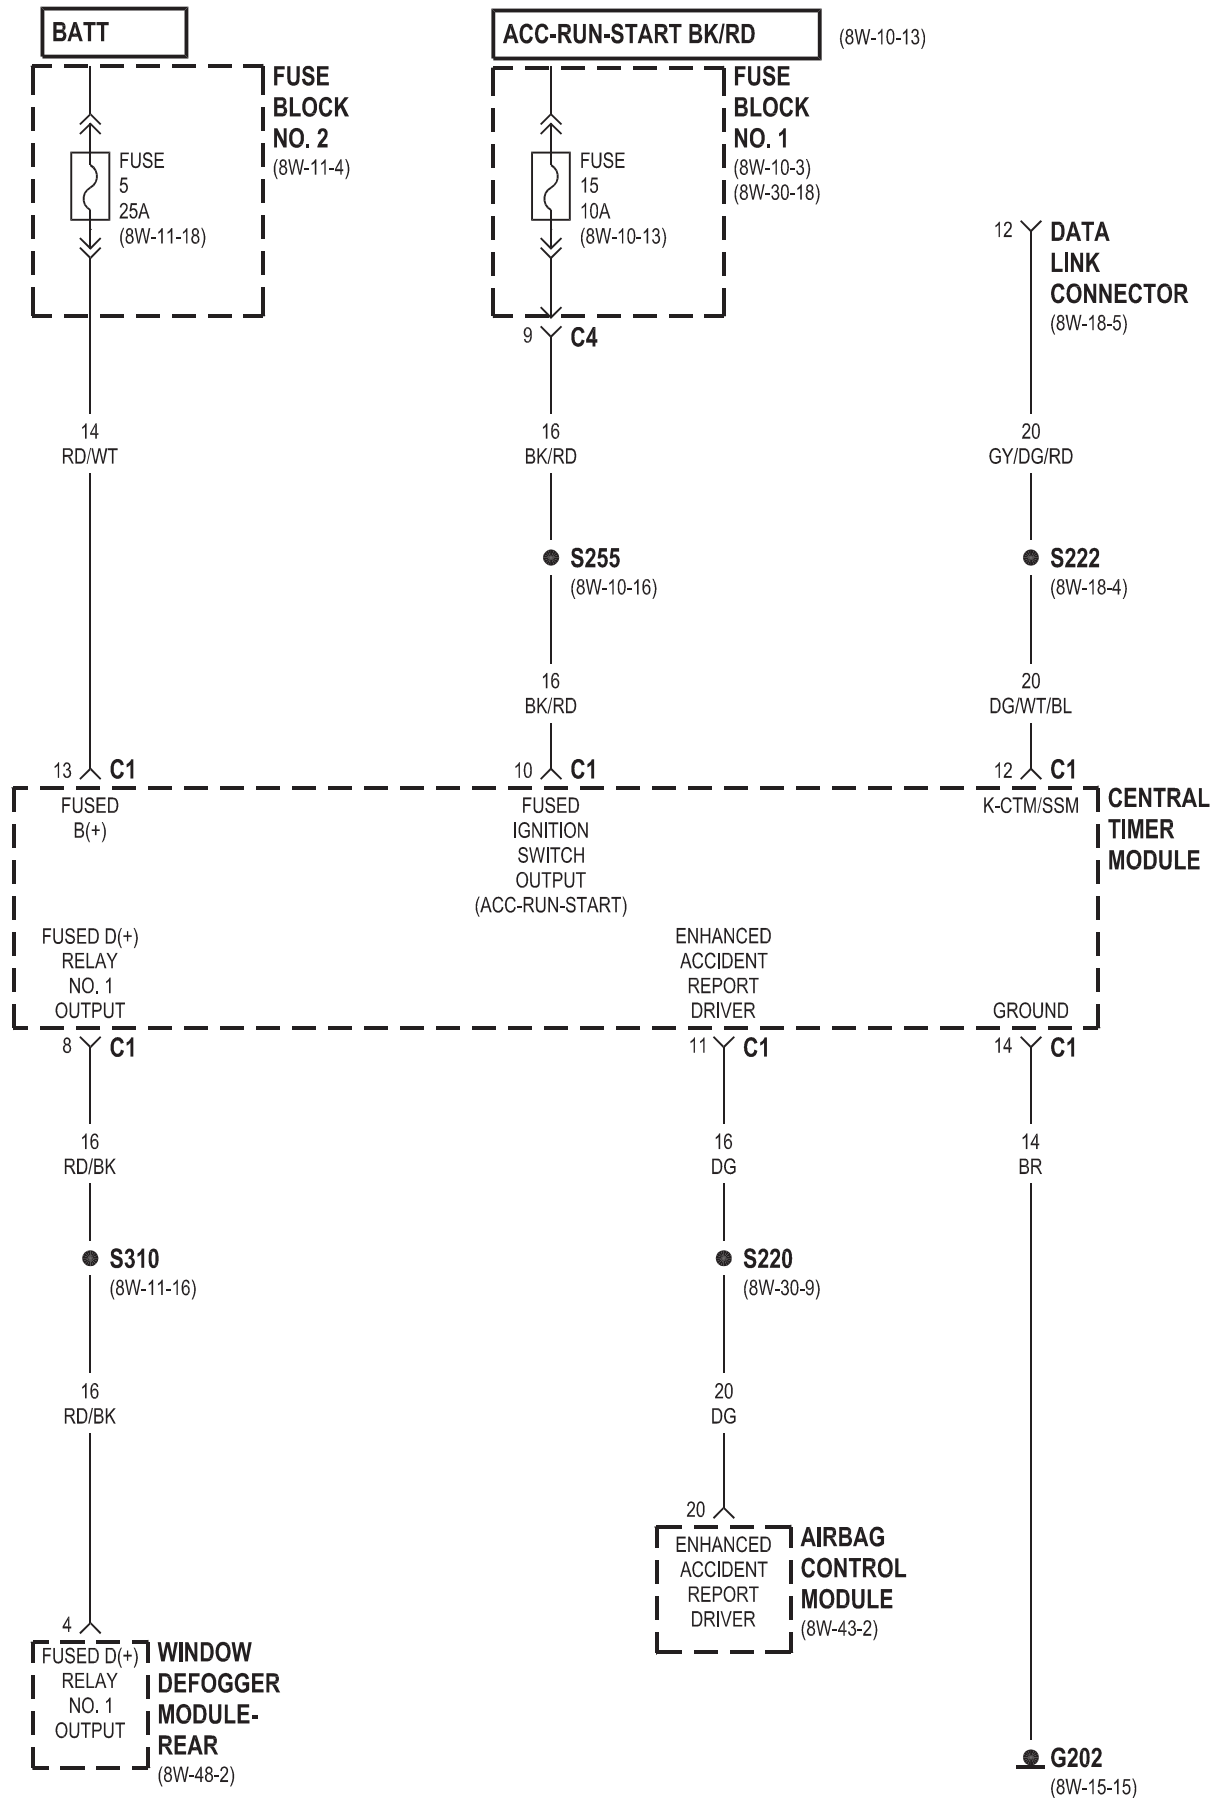 BATT
ACC-RUN-START BK/RD
(8W-10-13)
FUSE
BLOCK
NO. 2
(8W-11-4)
FUSE
5
25A
(8W-11-18)
FUSE
BLOCK
NO. 1
(8W-10-3)
(8W-30-18)
FUSE
15
10A
(8W-10-13)
9 C4
12 DATA
LINK
CONNECTOR
(8W-18-5)
14
RD/WT
16
BK/RD
20
GY/DG/RD
S255
(8W-10-16)
S222
(8W-18-4)
16
BK/RD
20
DG/WT/BL
13 C1
10 C1
12 C1
FUSED
B(+)
FUSED
IGNITION
SWITCH
OUTPUT
(ACC-RUN-START)
K-CTM/SSM
CENTRAL
TIMER
MODULE
FUSED D(+)
RELAY
NO. 1
OUTPUT
ENHANCED
ACCIDENT
REPORT
DRIVER
GROUND
8 C1
11 C1
14 C1
16
RD/BK
16
DG
14
BR
S310
(8W-11-16)
S220
(8W-30-9)
16
RD/BK
20
DG
20
ENHANCED
ACCIDENT
REPORT
DRIVER
AIRBAG
CONTROL
MODULE
(8W-43-2)
4
FUSED D(+)
RELAY
NO. 1
OUTPUT
WINDOW
DEFOGGER
MODULE-
REAR
(8W-48-2)
G202
(8W-15-15)